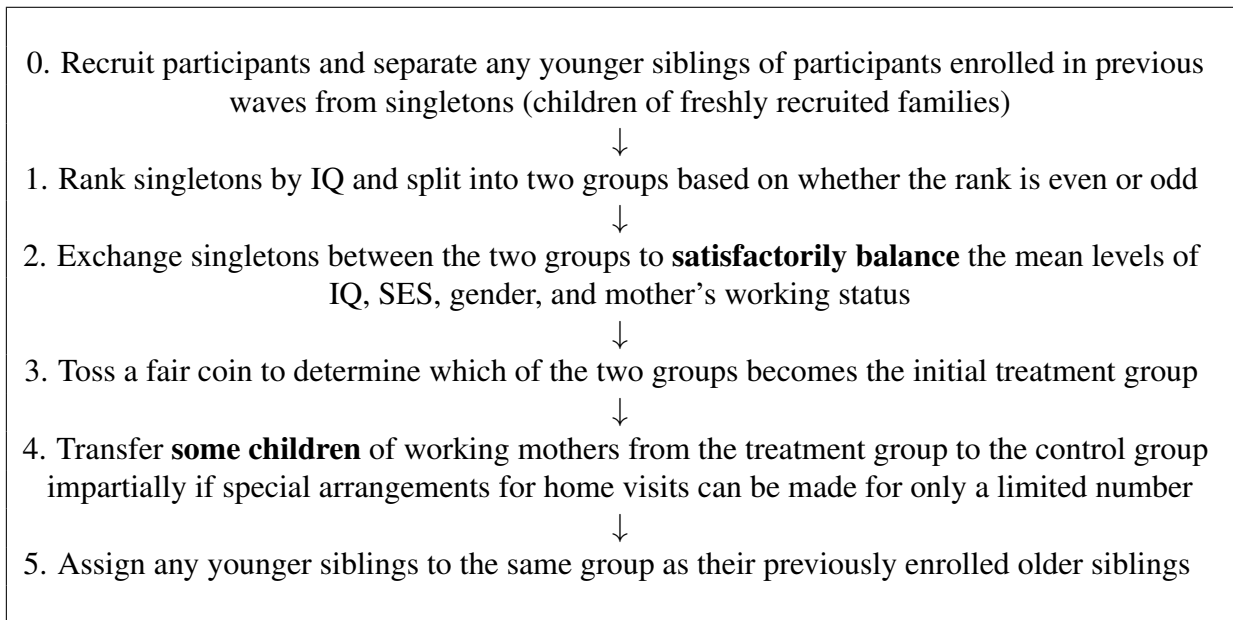 0. Recruit participants and separate any younger siblings of participants enrolled in previous
waves from singletons (children of freshly recruited families)
↓
1. Rank singletons by IQ and split into two groups based on whether the rank is even or odd
↓
2. Exchange singletons between the two groups to satisfactorily balance the mean levels of
IQ, SES, gender, and mother's working status
↓
3. Toss a fair coin to determine which of the two groups becomes the initial treatment group
↓
4. Transfer some children of working mothers from the treatment group to the control group
impartially if special arrangements for home visits can be made for only a limited number
↓
5. Assign any younger siblings to the same group as their previously enrolled older siblings